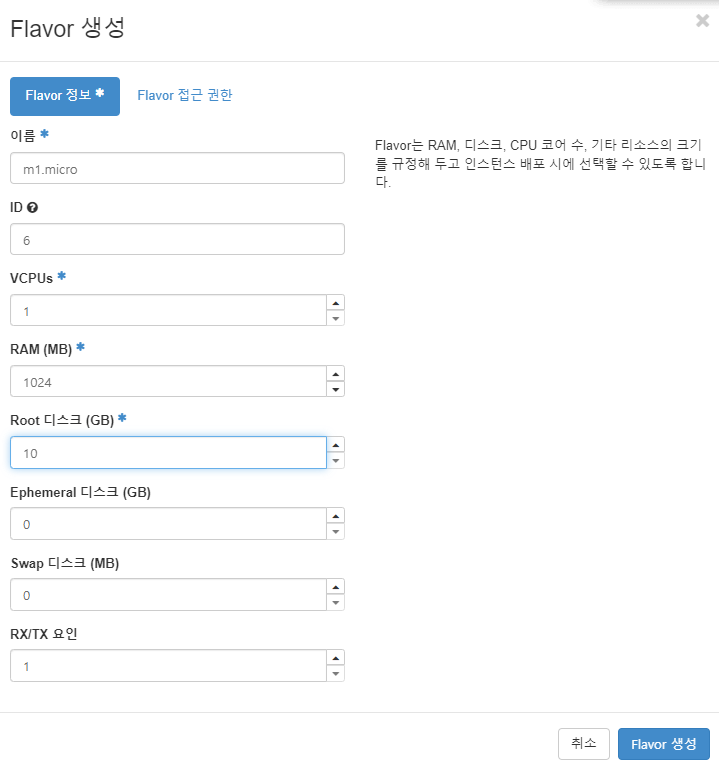 Flavor 생성
Flavor 정보 *
Flavor 접근 권한
이름 *
m1.micro
Flavor는 RAM, 디스크, CPU 코어 수, 기타 리소스의 크기
를 규정해 두고 인스턴스 배포 시에 선택할 수 있도록 합니
다.
ID
6
VCPUs *
1
RAM (MB) *
1024
Root 디스크 (GB) *
10
Ephemeral 디스크 (GB)
0
Swap 디스크 (MB)
0
RX/TX 요인
1
취소
Flavor 생성